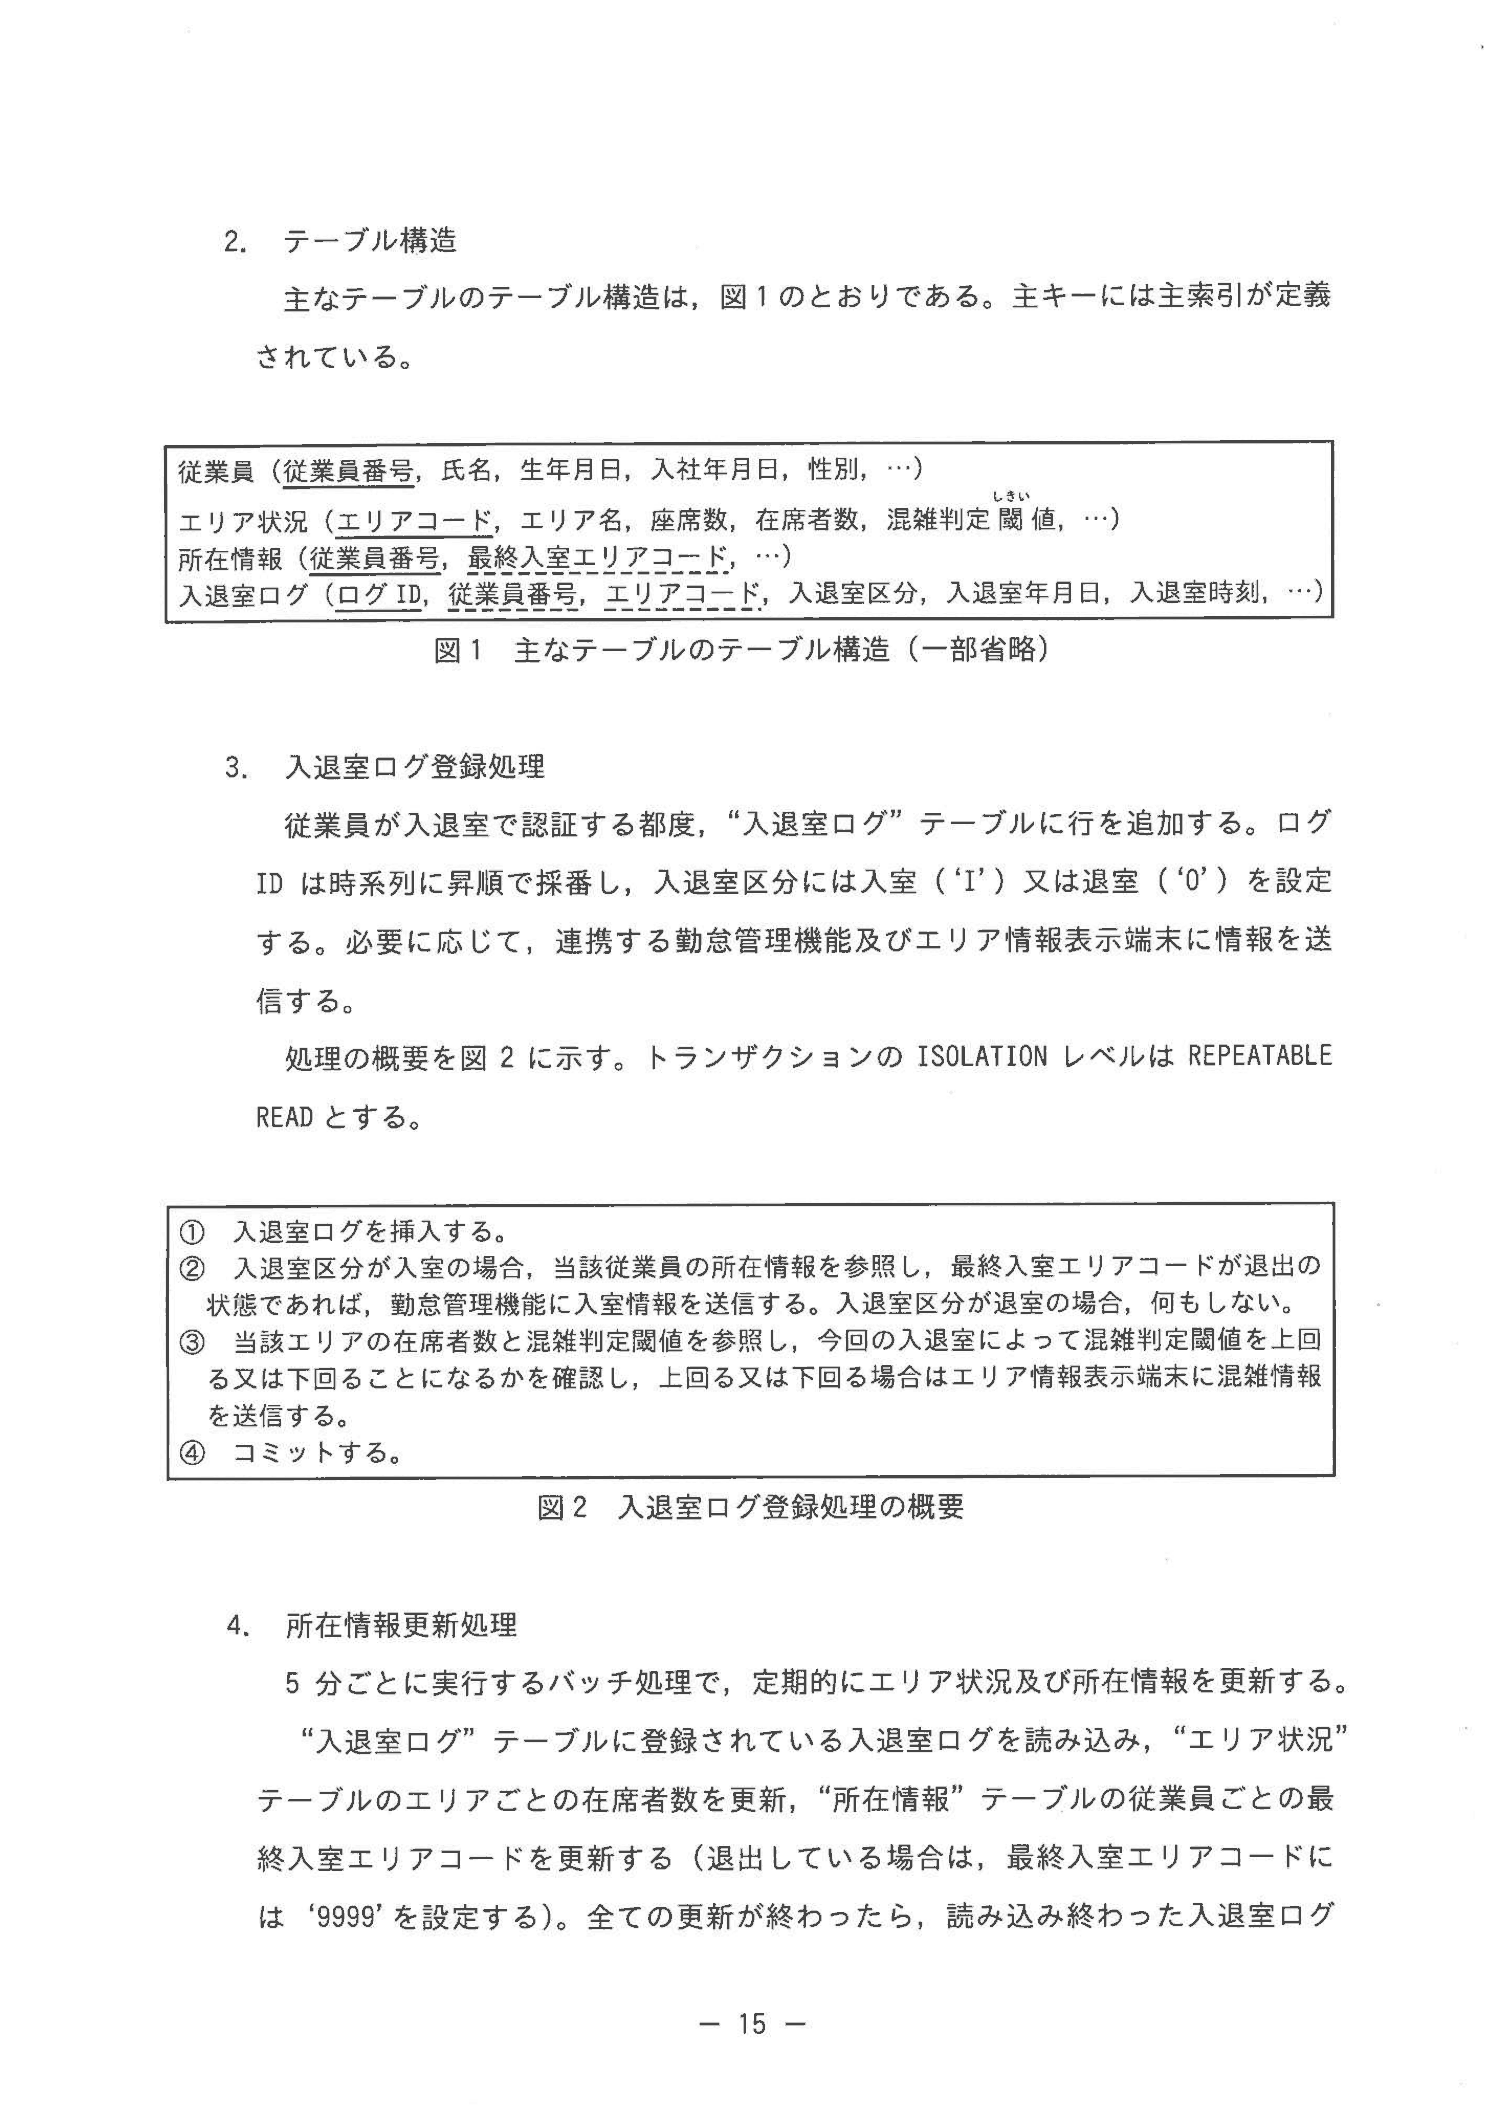 2. テーブル構造
主なテーブルのテーブル構造は，図 1 のとおりである。主キーには主索引が定義
されている。
従業員（従業員番号，氏名，生年月日，入社年月日，性別，…）
しきい
エリア状況（エリアコード，エリア名，座席数，在席者数，混雑判定 閾 値，…）
所在情報（従業員番号，最終入室エリアコード，…）
入退室ログ（ログ ID，従業員番号，エリアコード，入退室区分，入退室年月日，入退室時刻，…）
図 1 主なテーブルのテーブル構造（一部省略）
3. 入退室ログ登録処理
従業員が入退室で認証する都度，“入退室ログ” テーブルに行を追加する。ログ
ID は時系列に昇順で採番し，入退室区分には入室（‘I’）又は退室（‘O’）を設定
する。必要に応じて，連携する勤怠管理機能及びエリア情報表示端末に情報を送
信する。
処理の概要を図 2 に示す。トランザクションの ISOLATION レベルは REPEATABLE
READ とする。
① 入退室ログを挿入する。
② 入退室区分が入室の場合，当該従業員の所在情報を参照し，最終入室エリアコードが退出の
状態であれば，勤怠管理機能に入室情報を送信する。入退室区分が退室の場合，何もしない。
③ 当該エリアの在席者数と混雑判定閾値を参照し，今回の入退室によって混雑判定閾値を上回
る又は下回ることになるかを確認し，上回る又は下回る場合はエリア情報表示端末に混雑情報
を送信する。
④ コミットする。
図 2 入退室ログ登録処理の概要
4. 所在情報更新処理
5 分ごとに実行するバッチ処理で，定期的にエリア状況及び所在情報を更新する。
“入退室ログ” テーブルに登録されている入退室ログを読み込み，“エリア状況”
テーブルのエリアごとの在席者数を更新，“所在情報” テーブルの従業員ごとの最
終入室エリアコードを更新する（退出している場合は，最終入室エリアコードに
は ‘9999’ を設定する）。全ての更新が終わったら，読み込み終わった入退室ログ
－ 15 －